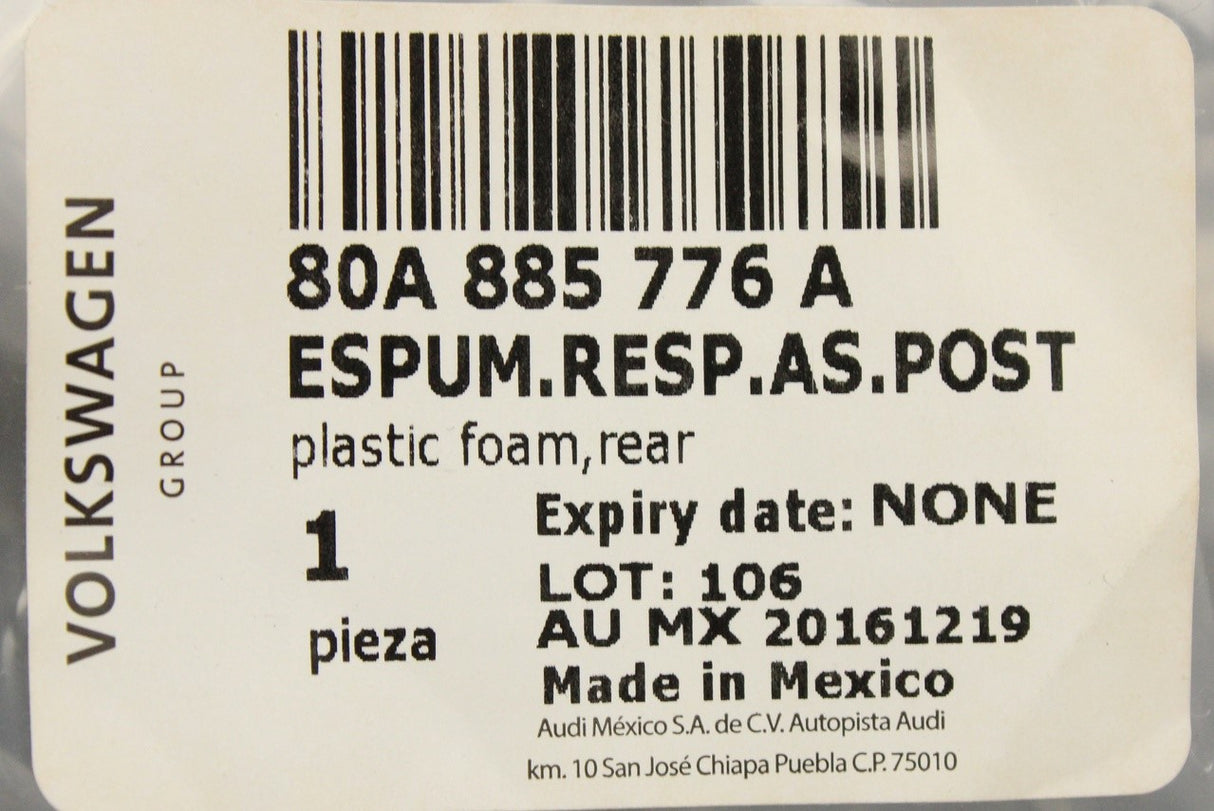 VOLKSWAGEN
GROUP
80A 885 776 A
ESPUM.RESP.AS.POST
plastic foam,rear
1
pieza
Expiry date: NONE
LOT: 106
AU MX 20161219
Made in Mexico
Audi México S.A. de C.V. Autopista Audi
km. 10 San José Chiapa Puebla C.P. 75010